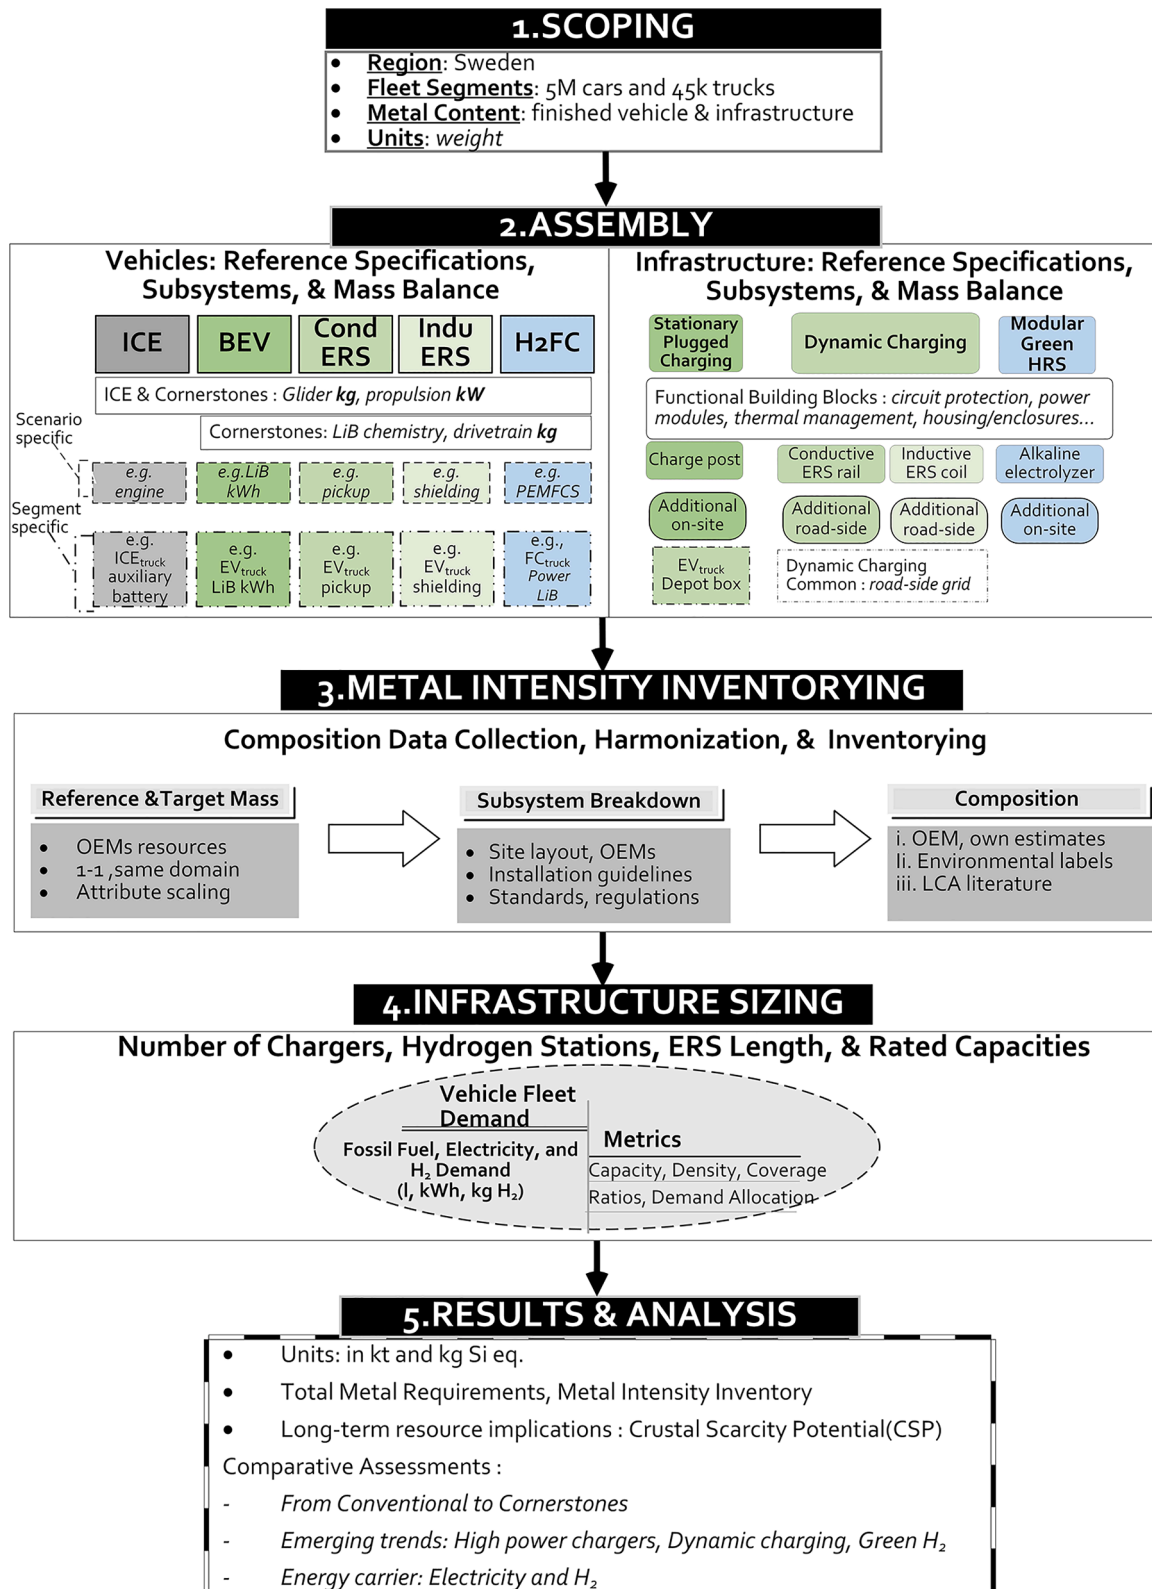 1.SCOPING
• Region: Sweden
• Fleet Segments: 5M cars and 45k trucks
• Metal Content: finished vehicle & infrastructure
• Units: weight
2.ASSEMBLY
Vehicles: Reference Specifications,
Subsystems, & Mass Balance
ICE
BEV
Cond
ERS
Indu
ERS
H2FC
ICE & Cornerstones : Glider kg, propulsion kW
Cornerstones: LiB chemistry, drivetrain kg
Scenario
specific
e.g.
engine
e.g.LiB
kWh
e.g.
pickup
e.g.
shielding
e.g.
PEMFCS
Segment
specific
e.g.
ICEtruck
auxiliary
battery
e.g.
EVtruck
LiB kWh
e.g.
EVtruck
pickup
e.g.
EVtruck
shielding
e.g.,
FCtruck
Power
LiB
Infrastructure: Reference Specifications,
Subsystems, & Mass Balance
Stationary
Plugged
Charging
Dynamic Charging
Modular
Green
HRS
Functional Building Blocks : circuit protection, power
modules, thermal management, housing/enclosures...
Charge post
Conductive
ERS rail
Inductive
ERS coil
Alkaline
electrolyzer
Additional
on-site
Additional
road-side
Additional
road-side
Additional
on-site
EVtruck
Depot box
Dynamic Charging
Common : road-side grid
3.METAL INTENSITY INVENTORYING
Composition Data Collection, Harmonization, & Inventorying
Reference &Target Mass
• OEMs resources
• 1-1 ,same domain
• Attribute scaling
Subsystem Breakdown
• Site layout, OEMs
• Installation guidelines
• Standards, regulations
Composition
i. OEM, own estimates
Ii. Environmental labels
iii. LCA literature
4.INFRASTRUCTURE SIZING
Number of Chargers, Hydrogen Stations, ERS Length, & Rated Capacities
Vehicle Fleet
Demand
Fossil Fuel, Electricity, and
H₂ Demand
(l, kWh, kg H₂)
Metrics
Capacity, Density, Coverage
Ratios, Demand Allocation
5.RESULTS & ANALYSIS
• Units: in kt and kg Si eq.
• Total Metal Requirements, Metal Intensity Inventory
• Long-term resource implications : Crustal Scarcity Potential(CSP)
Comparative Assessments :
- From Conventional to Cornerstones
- Emerging trends: High power chargers, Dynamic charging, Green H₂
- Energy carrier: Electricity and H₂